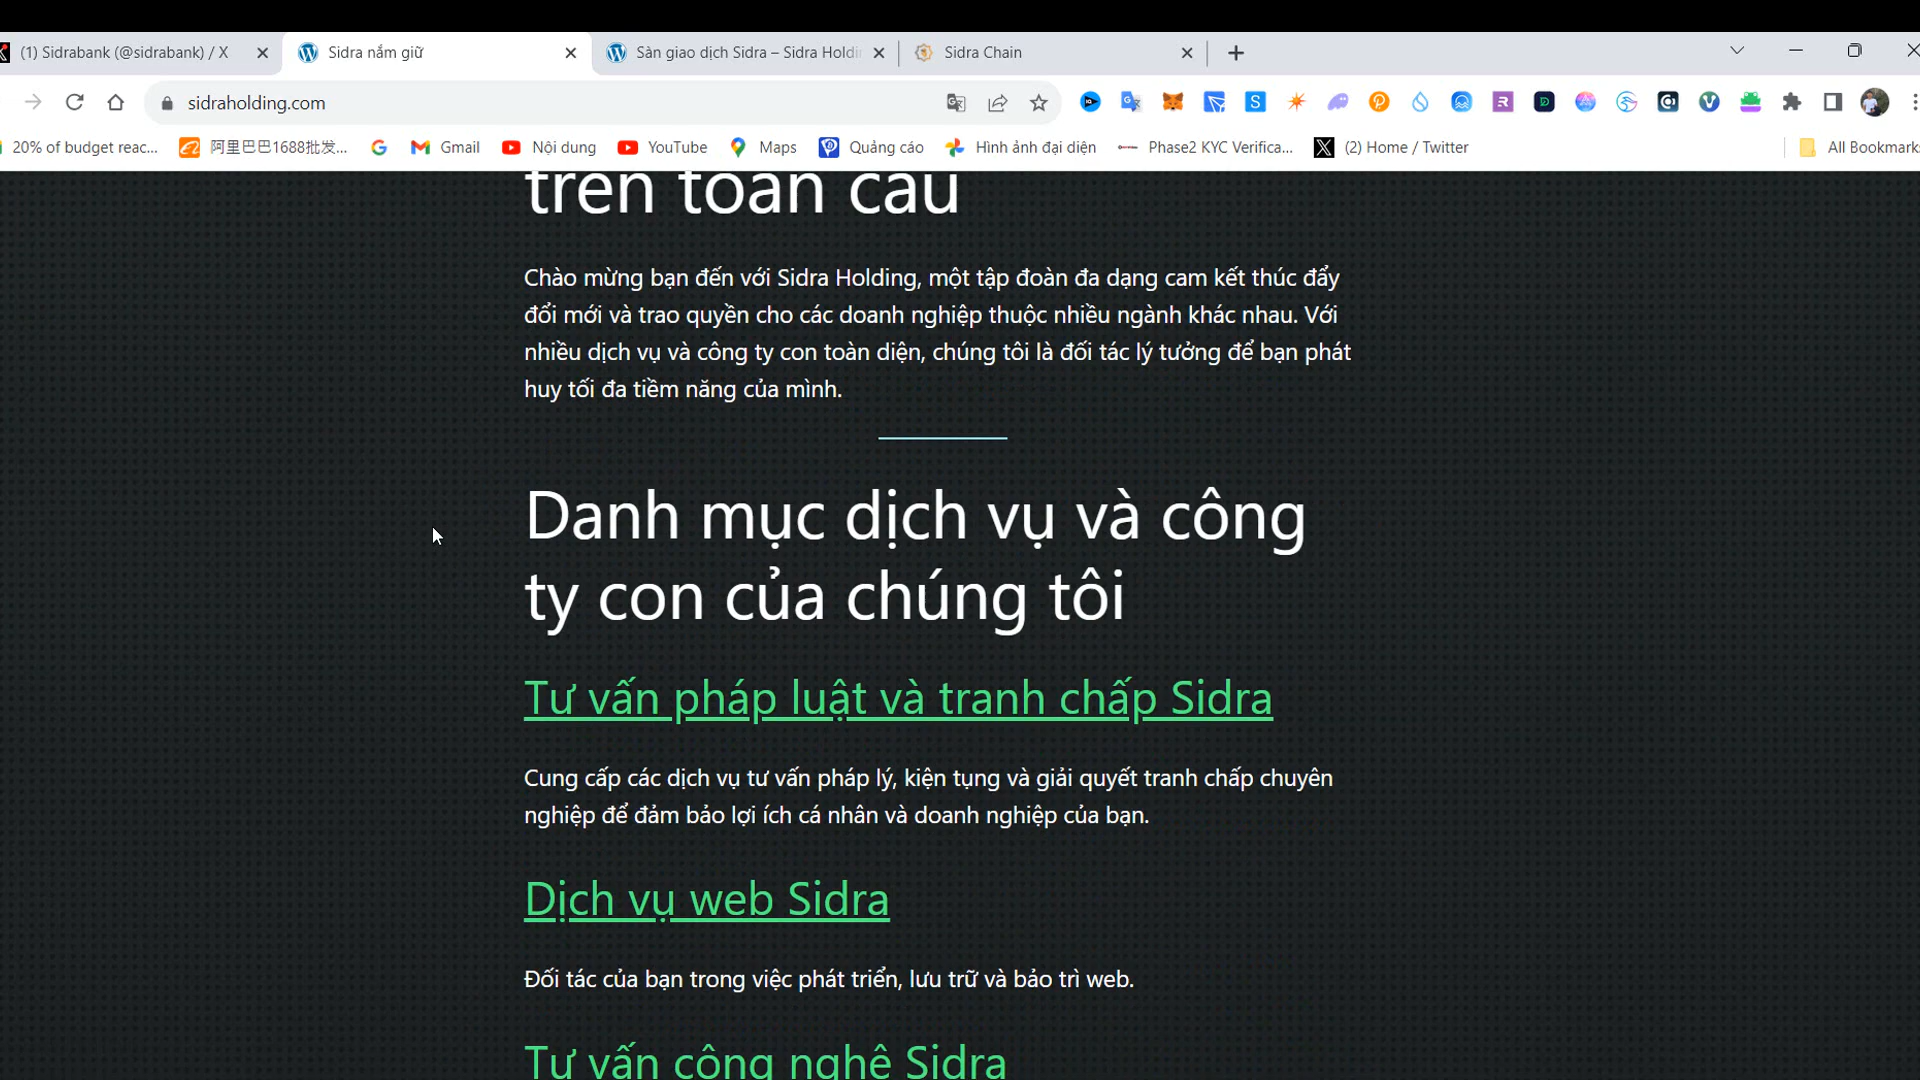 (1) Sidrabank (@sidrabank) / X
Sidra nắm giữ
Sàn giao dịch Sidra – Sidra Holdi
Sidra Chain
sidraholding.com
20% of budget reac...
阿里巴巴1688批发...
Gmail
Nội dung
YouTube
Maps
Quảng cáo
Hình ảnh đại diện
Phase2 KYC Verifica...
(2) Home / Twitter
All Bookmarks
trên toàn cầu
Chào mừng bạn đến với Sidra Holding, một tập đoàn đa dạng cam kết thúc đẩy
đổi mới và trao quyền cho các doanh nghiệp thuộc nhiều ngành khác nhau. Với
nhiều dịch vụ và công ty con toàn diện, chúng tôi là đối tác lý tưởng để bạn phát
huy tối đa tiềm năng của mình.
Danh mục dịch vụ và công
ty con của chúng tôi
Tư vấn pháp luật và tranh chấp Sidra
Cung cấp các dịch vụ tư vấn pháp lý, kiện tụng và giải quyết tranh chấp chuyên
nghiệp để đảm bảo lợi ích cá nhân và doanh nghiệp của bạn.
Dịch vụ web Sidra
Đối tác của bạn trong việc phát triển, lưu trữ và bảo trì web.
Tư vấn công nghệ Sidra